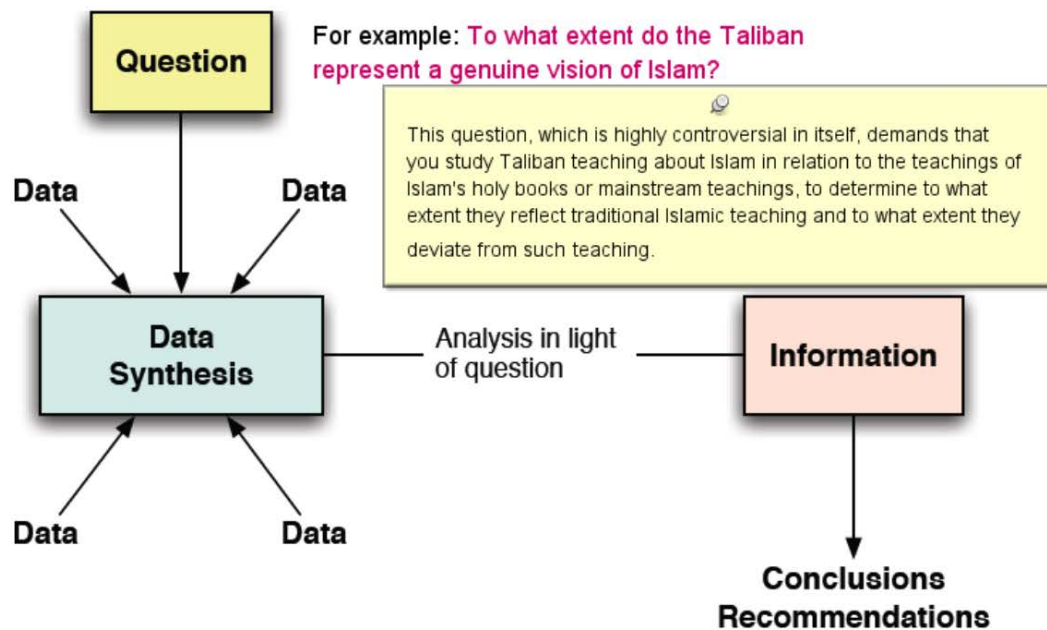 Question
For example: To what extent do the Taliban
represent a genuine vision of Islam?
This question, which is highly controversial in itself, demands that
you study Taliban teaching about Islam in relation to the teachings of
Islam's holy books or mainstream teachings, to determine to what
extent they reflect traditional Islamic teaching and to what extent they
deviate from such teaching.
Data
Data
Data
Synthesis
Analysis in light
of question
Information
Data
Data
Conclusions
Recommendations